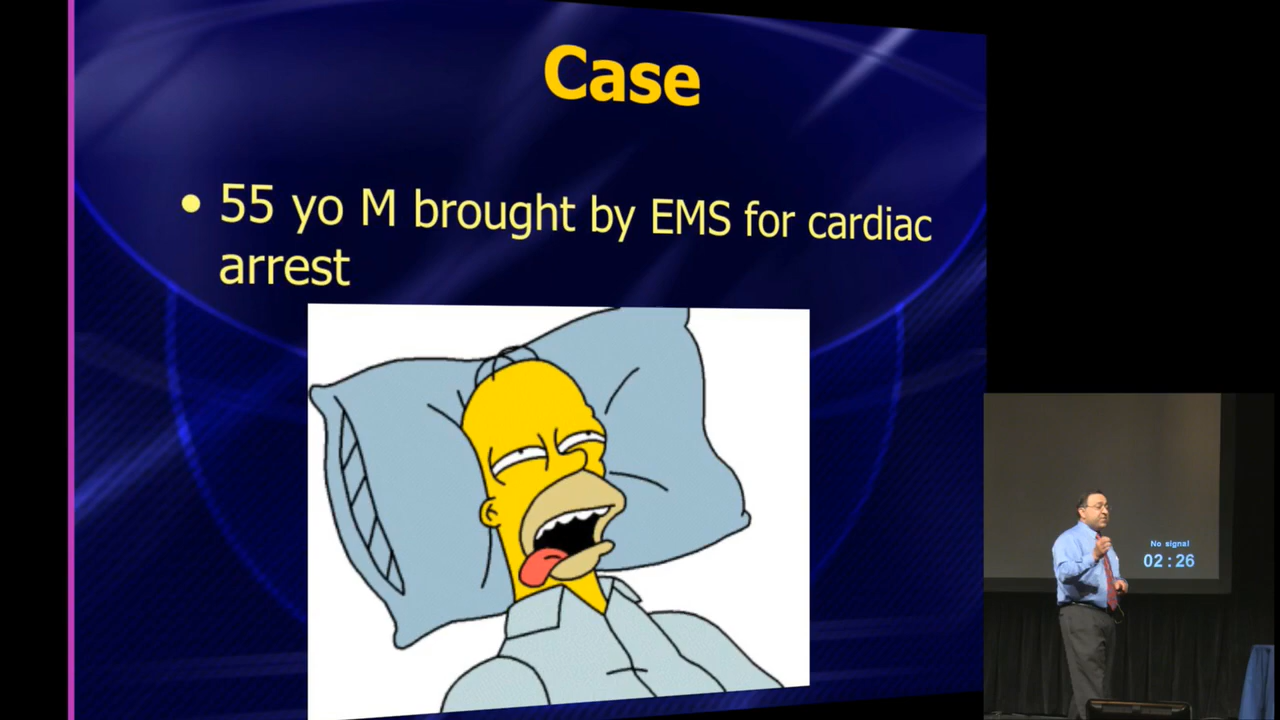 Case
• 55 yo M brought by EMS for cardiac
arrest
No signal
02:26